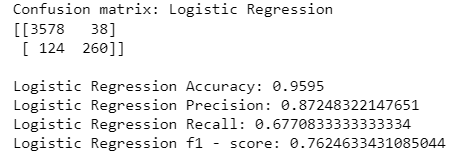 Confusion matrix: Logistic Regression
[[3578 38]
[ 124 260]]
Logistic Regression Accuracy: 0.9595
Logistic Regression Precision: 0.87248322147651
Logistic Regression Recall: 0.6770833333333334
Logistic Regression f1 - score: 0.7624633431085044